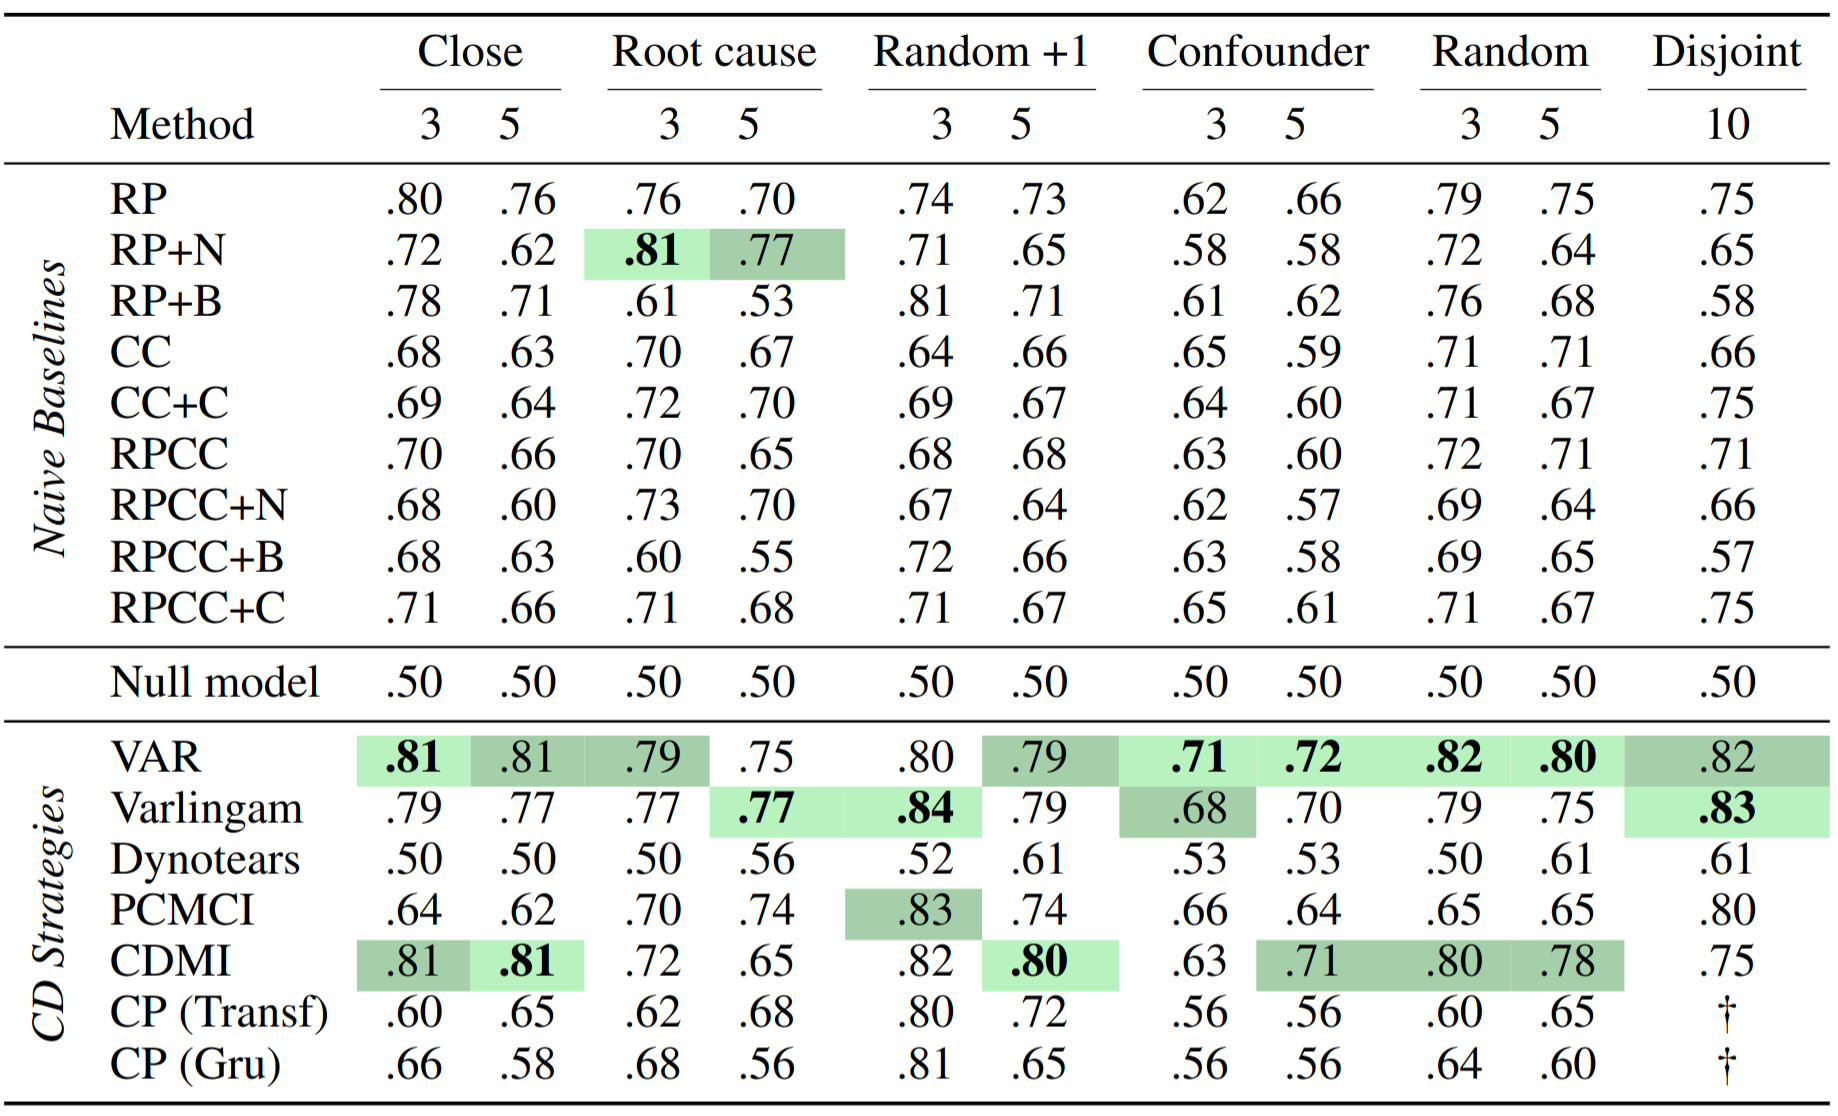 Close Root cause Random +1 Confounder Random Disjoint
Method 3 5 3 5 3 5 3 5 3 5 10
Naive Baselines
RP .80 .76 .76 .70 .74 .73 .62 .66 .79 .75 .75
RP+N .72 .62 .81 .77 .71 .65 .58 .58 .72 .64 .65
RP+B .78 .71 .61 .53 .81 .71 .61 .62 .76 .68 .58
CC .68 .63 .70 .67 .64 .66 .65 .59 .71 .71 .66
CC+C .69 .64 .72 .70 .69 .67 .64 .60 .71 .67 .75
RPCC .70 .66 .70 .65 .68 .68 .63 .60 .72 .71 .71
RPCC+N .68 .60 .73 .70 .67 .64 .62 .57 .69 .64 .66
RPCC+B .68 .63 .60 .55 .72 .66 .63 .58 .69 .65 .57
RPCC+C .71 .66 .71 .68 .71 .67 .65 .61 .71 .67 .75
Null model .50 .50 .50 .50 .50 .50 .50 .50 .50 .50 .50
CD Strategies
VAR .81 .81 .79 .75 .80 .79 .71 .72 .82 .80 .82
Varlingam .79 .77 .77 .77 .84 .79 .68 .70 .79 .75 .83
Dynotears .50 .50 .50 .56 .52 .61 .53 .53 .50 .61 .61
PCMCI .64 .62 .70 .74 .83 .74 .66 .64 .65 .65 .80
CDMI .81 .81 .72 .65 .82 .80 .63 .71 .80 .78 .75
CP (Transf) .60 .65 .62 .68 .80 .72 .56 .56 .60 .65 †
CP (Gru) .66 .58 .68 .56 .81 .65 .56 .56 .64 .60 †